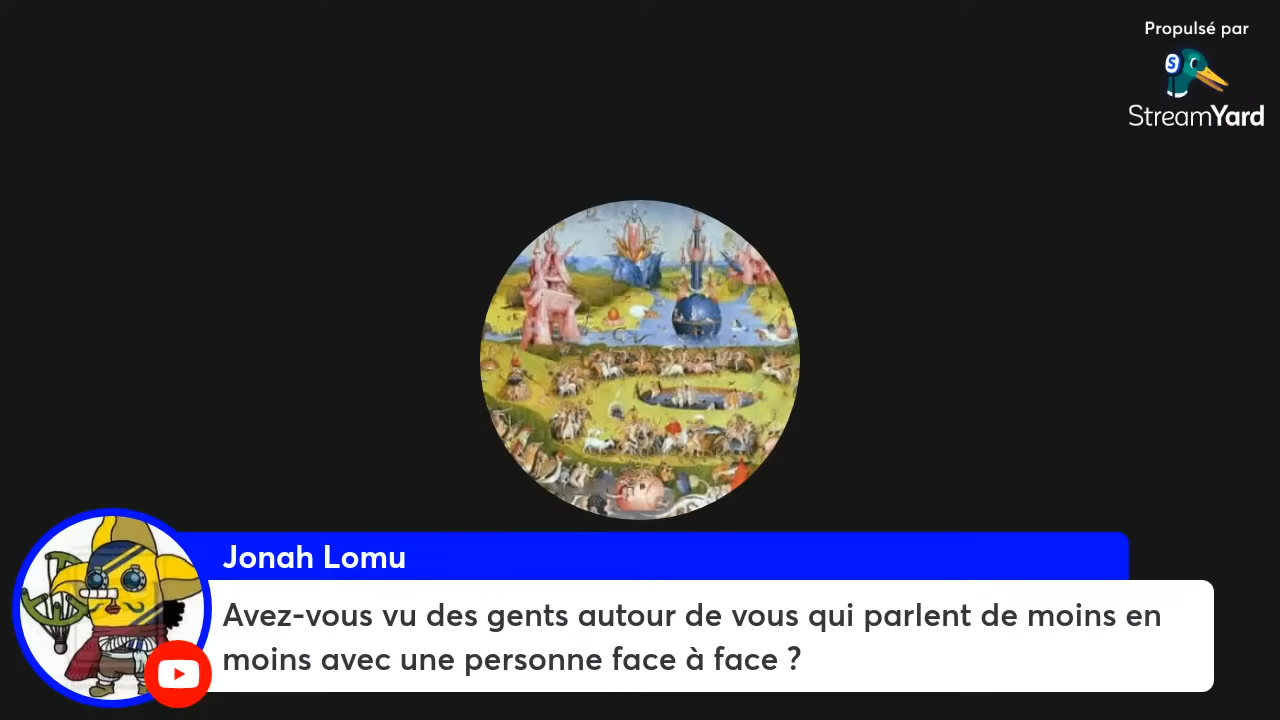 Propulsé par
S
StreamYard
Jonah Lomu
Avez-vous vu des gents autour de vous qui parlent de moins en
moins avec une personne face à face ?